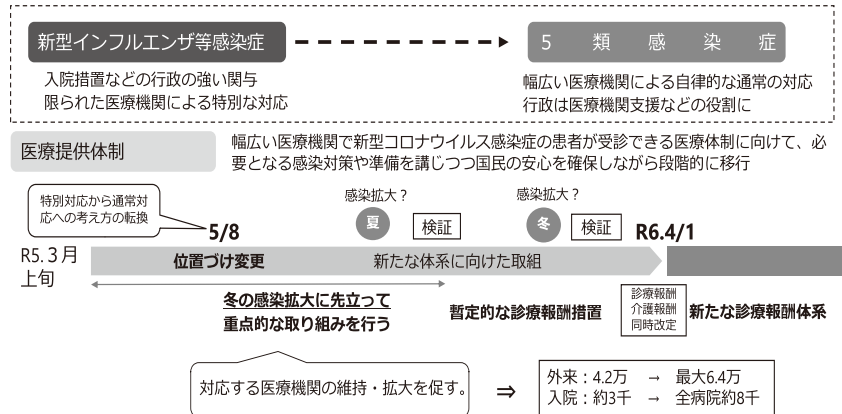 新型インフルエンザ等感染症
5類感染症
入院措置などの行政の強い関与
限られた医療機関による特別な対応
幅広い医療機関による自律的な通常の対応
行政は医療機関支援などの役割に
医療提供体制
幅広い医療機関で新型コロナウイルス感染症の患者が受診できる医療体制に向けて、必
要となる感染対策や準備を講じつつ国民の安心を確保しながら段階的に移行
特別対応から通常対
応への考え方の転換
感染拡大？
感染拡大？
5/8
夏
検証
冬
検証
R6.4/1
R5.3月
上旬
位置づけ変更
新たな体系に向けた取組
冬の感染拡大に先立って
重点的な取り組みを行う
暫定的な診療報酬措置
診療報酬
介護報酬
同時改定
新たな診療報酬体系
対応する医療機関の維持・拡大を促す。
⇒
外来：4.2万 → 最大6.4万
入院：約3千 → 全病院約8千